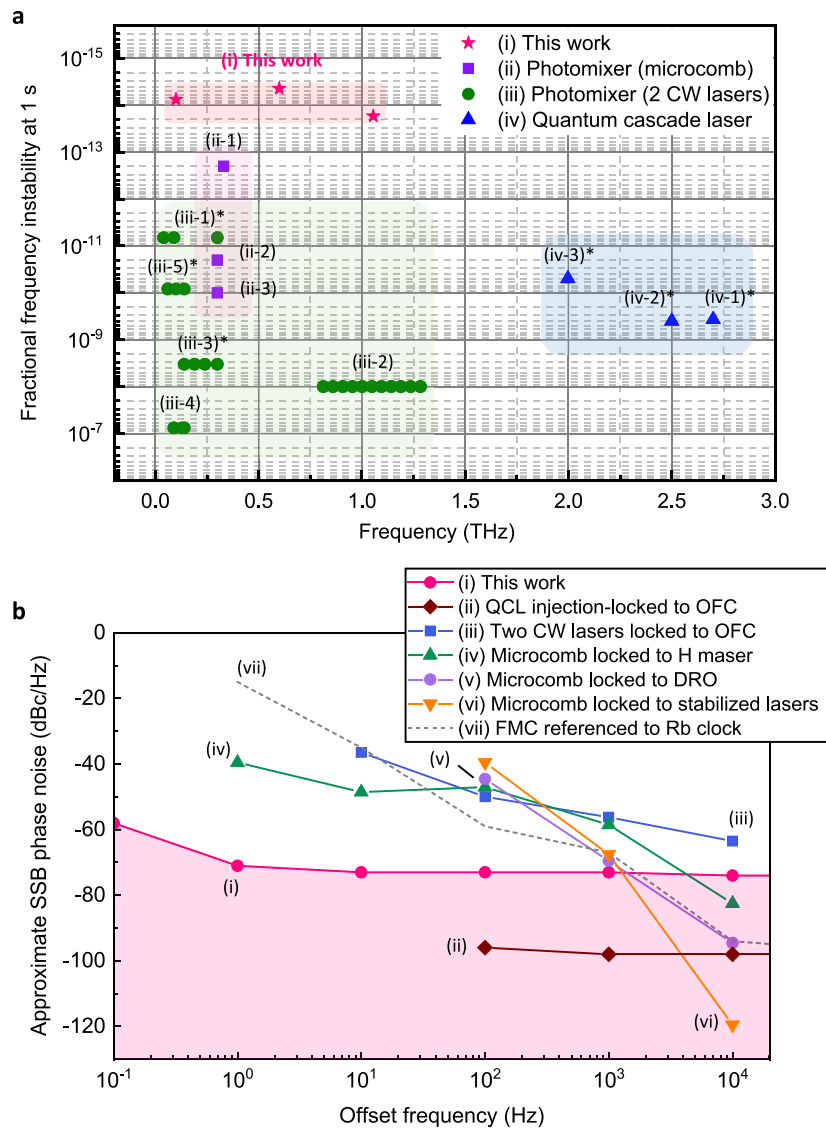 a
Fractional frequency instability at 1 s
10-15
10-13
10-11
10-9
10-7
(i) This work
(i) This work
(ii) Photomixer (microcomb)
(iii) Photomixer (2 CW lasers)
(iv) Quantum cascade laser
(ii-1)
(iii-1)*
(ii-2)
(iii-5)*
(ii-3)
(iv-3)*
(iv-2)*
(iv-1)*
(iii-3)*
(iii-2)
(iii-4)
0.0 0.5 1.0 1.5 2.0 2.5 3.0
Frequency (THz)
b
(i) This work
(ii) QCL injection-locked to OFC
(iii) Two CW lasers locked to OFC
(iv) Microcomb locked to H maser
(v) Microcomb locked to DRO
(vi) Microcomb locked to stabilized lasers
(vii) FMC referenced to Rb clock
Approximate SSB phase noise (dBc/Hz)
0
-20
-40
-60
-80
-100
-120
(vii)
(iv)
(v)
(iii)
(i)
(ii)
(vi)
10-1 100 101 102 103 104
Offset frequency (Hz)